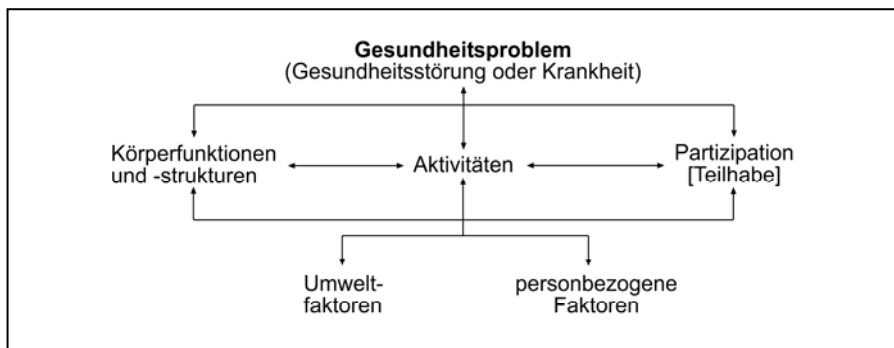 Gesundheitsproblem
(Gesundheitsstörung oder Krankheit)
Körperfunktionen
und -strukturen
Aktivitäten
Partizipation
[Teilhabe]
Umwelt-
faktoren
personbezogene
Faktoren